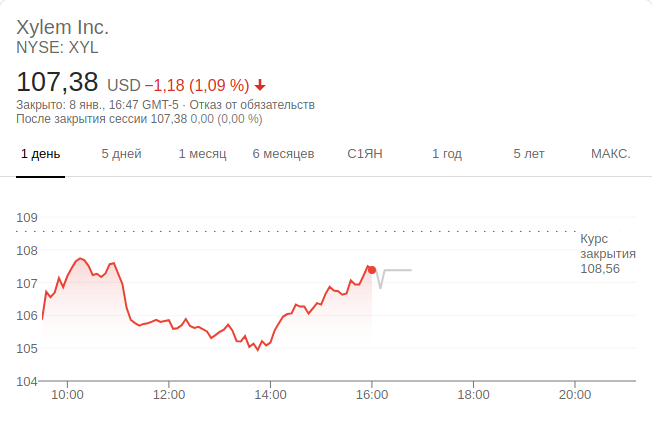 Xylem Inc.
NYSE: XYL
107,38 USD −1,18 (1,09 %)
Закрыто: 8 янв., 16:47 GMT-5 · Отказ от обязательств
После закрытия сессии 107,38 0,00 (0,00 %)
1 день 5 дней 1 месяц 6 месяцев С1ЯН 1 год 5 лет МАКС.
109
Курс
закрытия
108,56
108
107
106
105
104
10:00 12:00 14:00 16:00 18:00 20:00